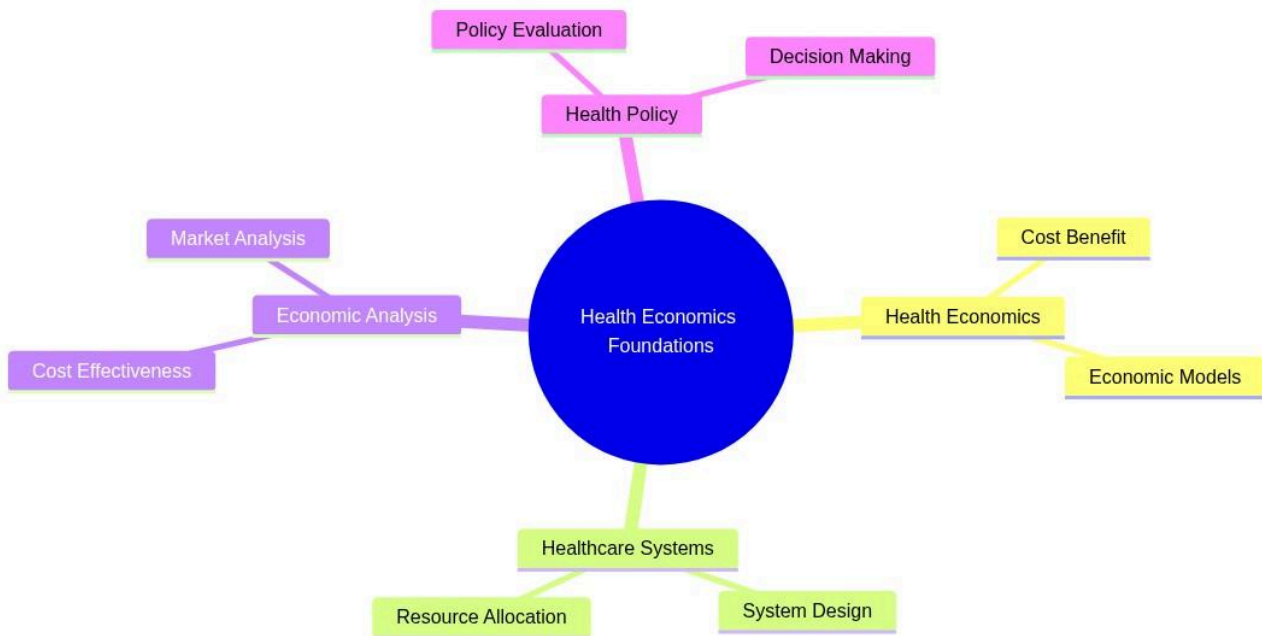 Policy Evaluation
Decision Making
Health Policy
Market Analysis
Cost Benefit
Economic Analysis
Health Economics
Foundations
Health Economics
Cost Effectiveness
Economic Models
Healthcare Systems
Resource Allocation
System Design